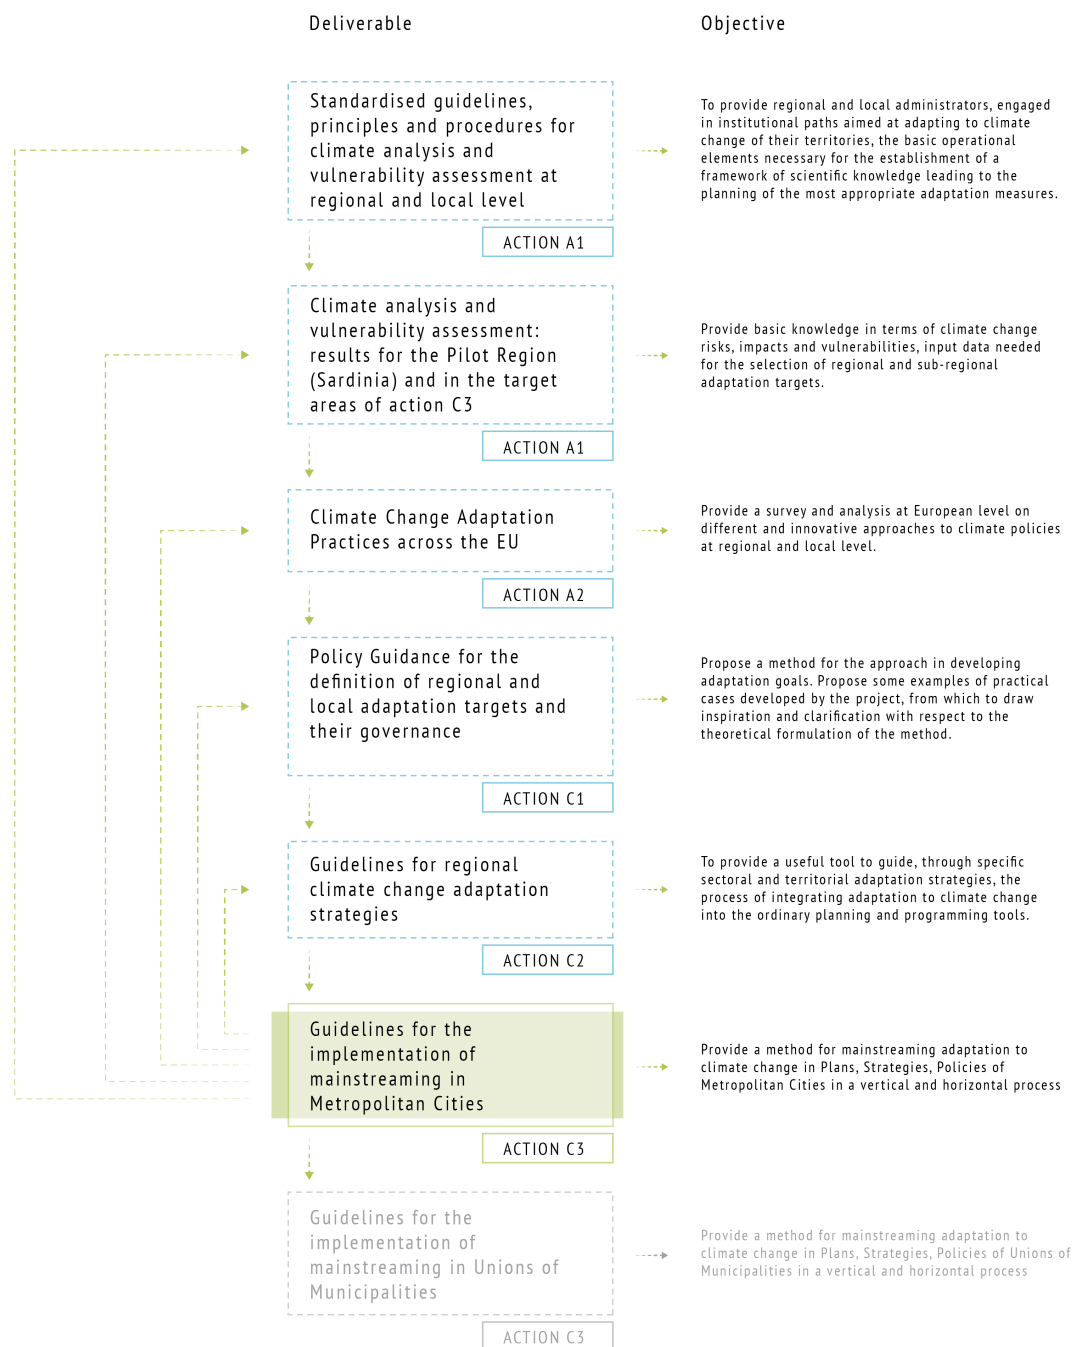 Deliverable
Objective
Standardised guidelines,
principles and procedures for
climate analysis and
vulnerability assessment at
regional and local level
ACTION A1
To provide regional and local administrators, engaged
in institutional paths aimed at adapting to climate
change of their territories, the basic operational
elements necessary for the establishment of a
framework of scientific knowledge leading to the
planning of the most appropriate adaptation measures.
Climate analysis and
vulnerability assessment:
results for the Pilot Region
(Sardinia) and in the target
areas of action C3
ACTION A1
Provide basic knowledge in terms of climate change
risks, impacts and vulnerabilities, input data needed
for the selection of regional and sub-regional
adaptation targets.
Climate Change Adaptation
Practices across the EU
ACTION A2
Provide a survey and analysis at European level on
different and innovative approaches to climate policies
at regional and local level.
Policy Guidance for the
definition of regional and
local adaptation targets and
their governance
ACTION C1
Propose a method for the approach in developing
adaptation goals. Propose some examples of practical
cases developed by the project, from which to draw
inspiration and clarification with respect to the
theoretical formulation of the method.
Guidelines for regional
climate change adaptation
strategies
ACTION C2
To provide a useful tool to guide, through specific
sectoral and territorial adaptation strategies, the
process of integrating adaptation to climate change
into the ordinary planning and programming tools.
Guidelines for the
implementation of
mainstreaming in
Metropolitan Cities
ACTION C3
Provide a method for mainstreaming adaptation to
climate change in Plans, Strategies, Policies of
Metropolitan Cities in a vertical and horizontal process
Guidelines for the
implementation of
mainstreaming in Unions of
Municipalities
ACTION C3
Provide a method for mainstreaming adaptation to
climate change in Plans, Strategies, Policies of Unions of
Municipalities in a vertical and horizontal process